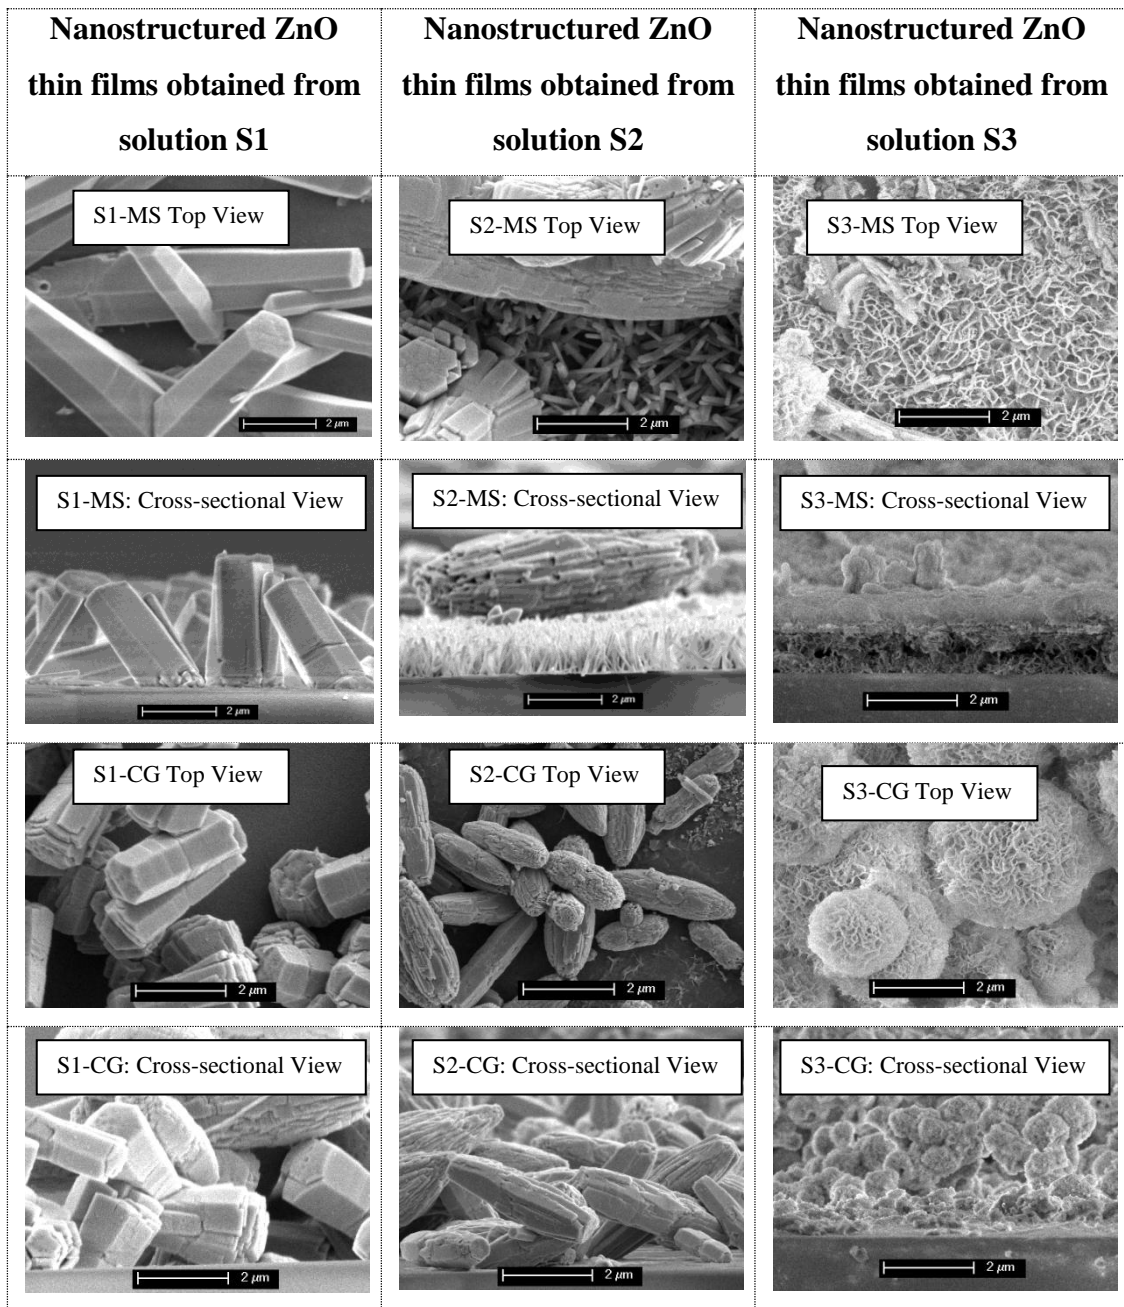 Nanostructured ZnO
thin films obtained from
solution S1
Nanostructured ZnO
thin films obtained from
solution S2
Nanostructured ZnO
thin films obtained from
solution S3
S1-MS Top View
2 μm
S2-MS Top View
2 μm
S3-MS Top View
2 μm
S1-MS: Cross-sectional View
2 μm
S2-MS: Cross-sectional View
2 μm
S3-MS: Cross-sectional View
2 μm
S1-CG Top View
2 μm
S2-CG Top View
2 μm
S3-CG Top View
2 μm
S1-CG: Cross-sectional View
2 μm
S2-CG: Cross-sectional View
2 μm
S3-CG: Cross-sectional View
2 μm